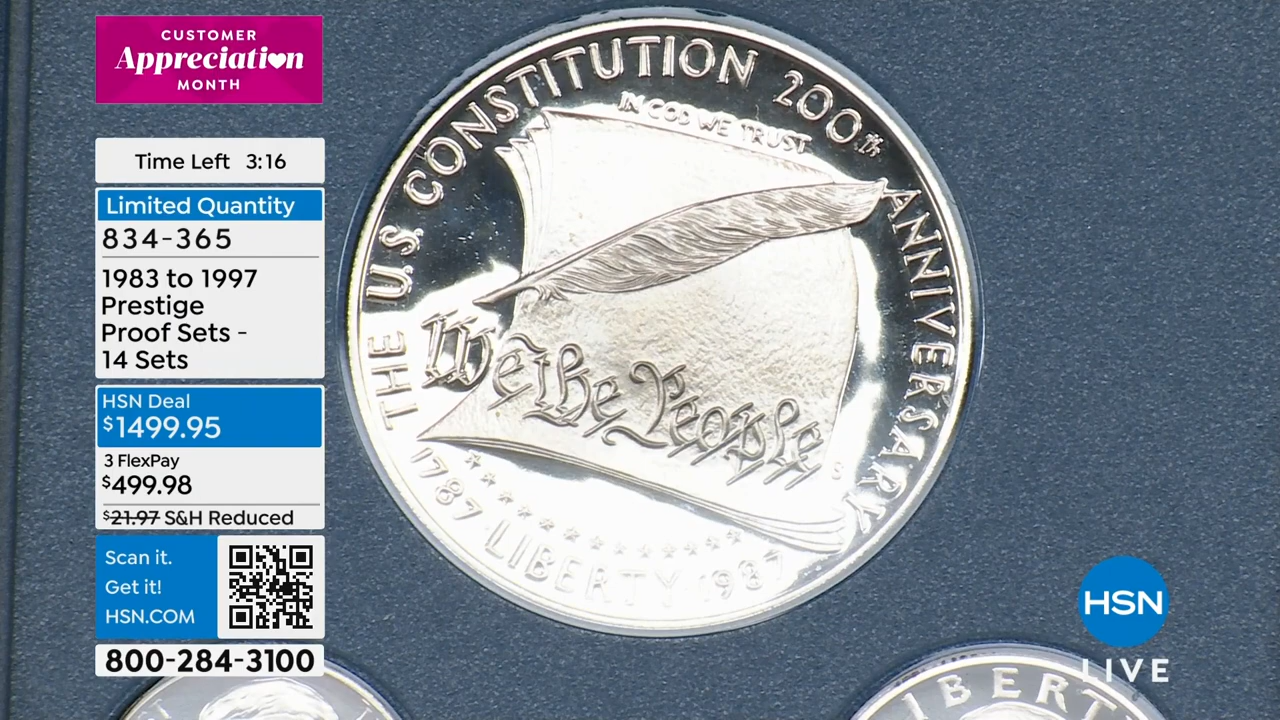 CUSTOMER
Appreciation
MONTH
Time Left 3:16
Limited Quantity
834-365
1983 to 1997
Prestige
Proof Sets -
14 Sets
HSN Deal
$1499.95
3 FlexPay
$499.98
$21.97 S&H Reduced
Scan it.
Get it!
HSN.COM
800-284-3100
THE U.S. CONSTITUTION 200TH ANNIVERSARY
IN GOD WE TRUST
We the People
S
1787 LIBERTY 1987
HSN
LIVE